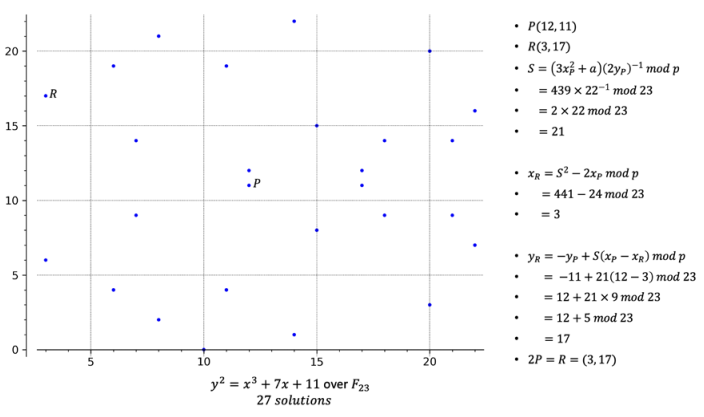 20
15
10
5
0
5
10
15
20
R
P
y² = x³ + 7x + 11 over F₂₃
27 solutions
• P(12, 11)
• R(3, 17)
• S = (3x_P² + a)(2y_P)⁻¹ mod p
• = 439 × 22⁻¹ mod 23
• = 2 × 22 mod 23
• = 21
• x_R = S² − 2x_P mod p
• = 441 − 24 mod 23
• = 3
• y_R = −y_P + S(x_P − x_R) mod p
• = −11 + 21(12 − 3) mod 23
• = 12 + 21 × 9 mod 23
• = 12 + 5 mod 23
• = 17
• 2P = R = (3, 17)